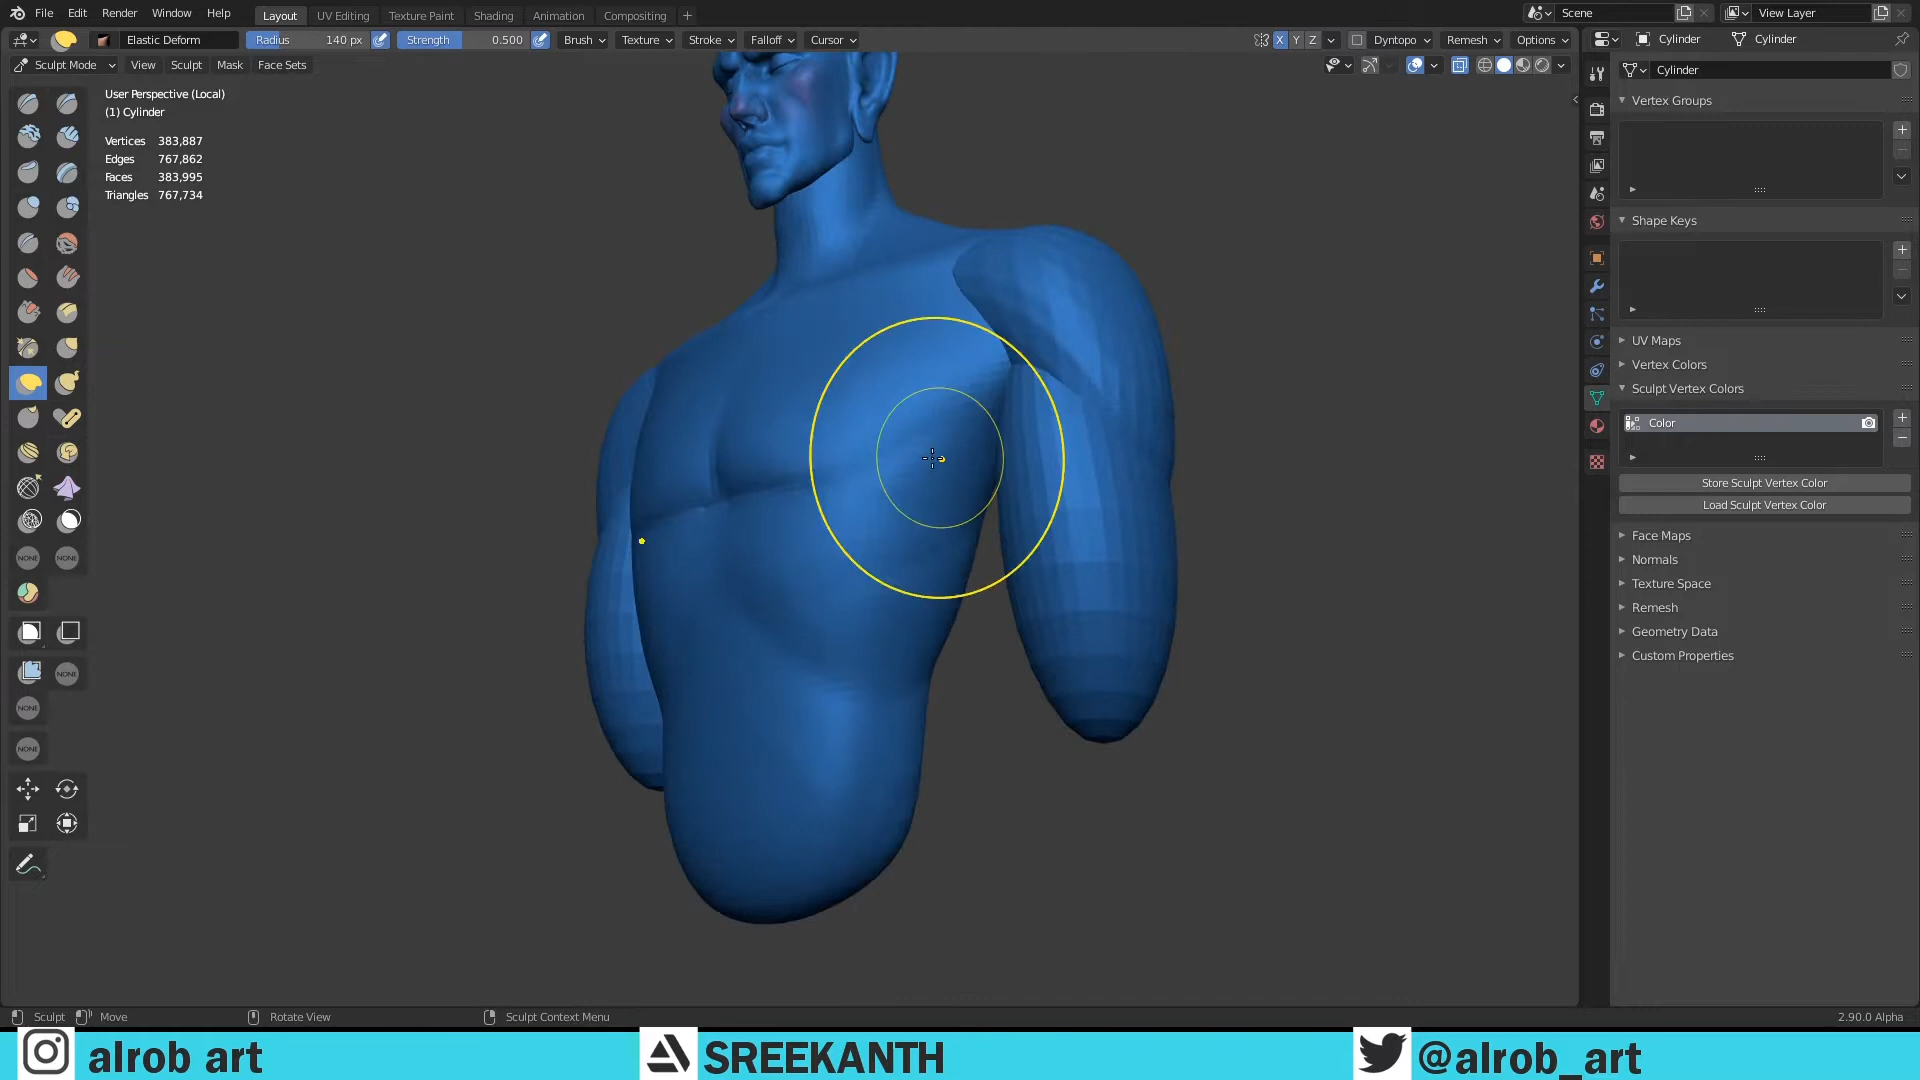 File Edit Render Window Help Layout UV Editing Texture Paint Shading Animation Compositing + Scene View Layer
Elastic Deform Radius 140 px Strength 0.500 Brush Texture Stroke Falloff Cursor X Y Z Dyntopo Remesh Options Cylinder Cylinder
Sculpt Mode View Sculpt Mask Face Sets
Cylinder
User Perspective (Local)
(1) Cylinder
Vertices 383,887
Edges 767,862
Faces 383,995
Triangles 767,734
NONE NONE
NONE
NONE
NONE
Vertex Groups
Shape Keys
UV Maps
Vertex Colors
Sculpt Vertex Colors
Color
Store Sculpt Vertex Color
Load Sculpt Vertex Color
Face Maps
Normals
Texture Space
Remesh
Geometry Data
Custom Properties
Sculpt Move Rotate View Sculpt Context Menu 2.90.0 Alpha
alrob art SREEKANTH @alrob_art